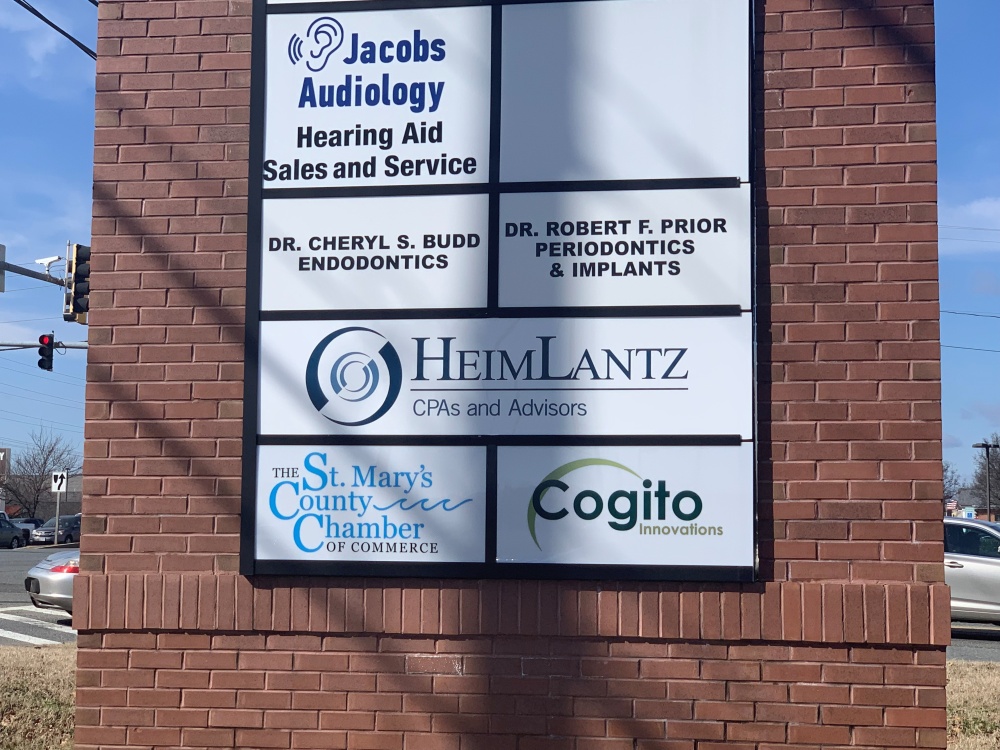 Jacobs
Audiology
Hearing Aid
Sales and Service
DR. CHERYL S. BUDD
ENDODONTICS
DR. ROBERT F. PRIOR
PERIODONTICS
& IMPLANTS
HEIMLANTZ
CPAs and Advisors
THE St. Mary's
County
Chamber
OF COMMERCE
Cogito
Innovations